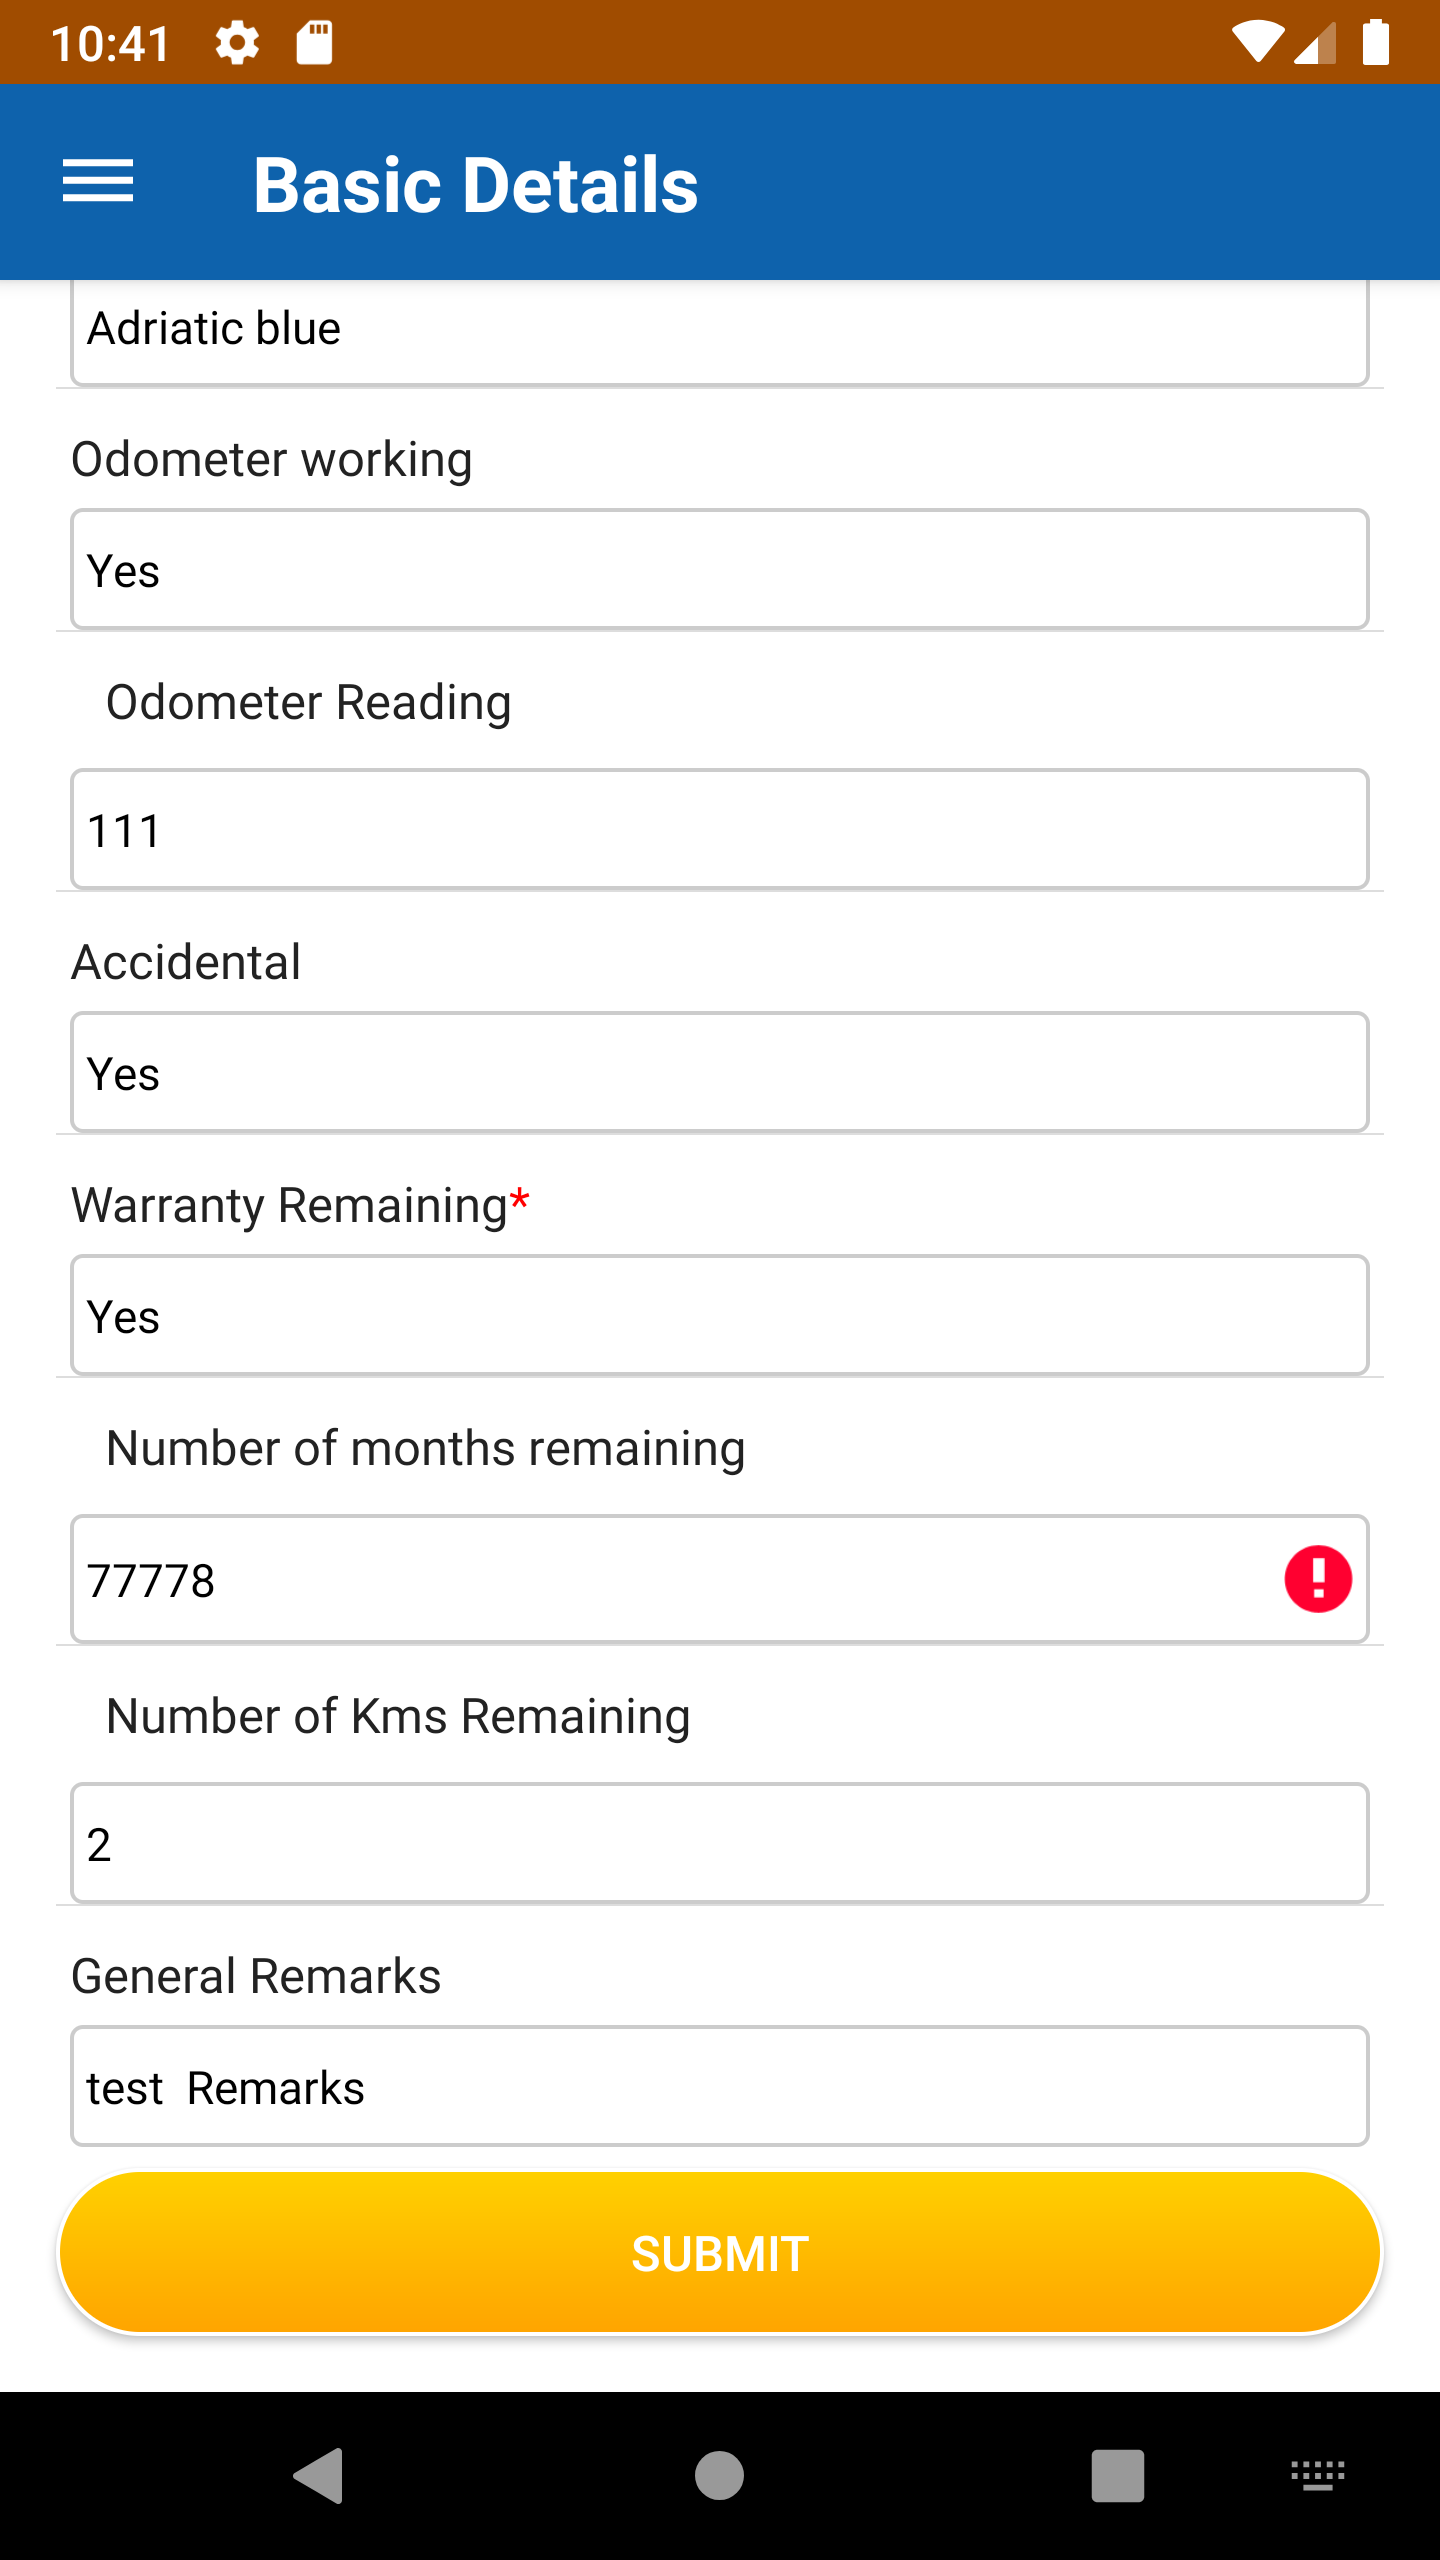 10:41
Basic Details
Adriatic blue
Odometer working
Yes
Odometer Reading
111
Accidental
Yes
Warranty Remaining*
Yes
Number of months remaining
77778
Number of Kms Remaining
2
General Remarks
test  Remarks
SUBMIT